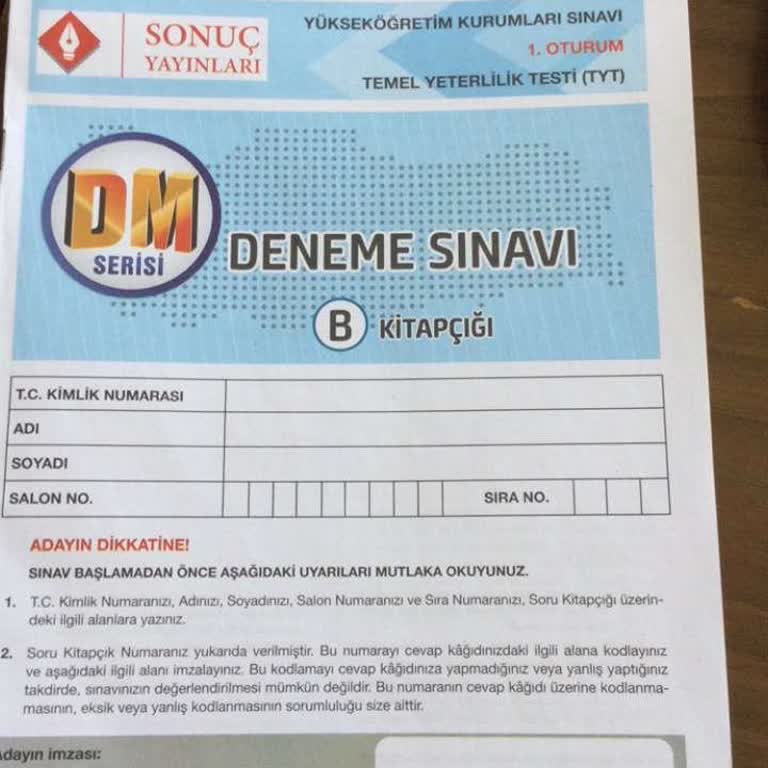 SONUÇ
YAYINLARI
YÜKSEKÖĞRETİM KURUMLARI SINAVI
1. OTURUM
TEMEL YETERLİLİK TESTİ (TYT)
DM
SERİSİ
DENEME SINAVI
B KİTAPÇIĞI
T.C. KİMLİK NUMARASI
ADI
SOYADI
SALON NO. SIRA NO.
ADAYIN DİKKATİNE!
SINAV BAŞLAMADAN ÖNCE AŞAĞIDAKİ UYARILARI MUTLAKA OKUYUNUZ.
1. T.C. Kimlik Numaranızı, Adınızı, Soyadınızı, Salon Numaranızı ve Sıra Numaranızı, Soru Kitapçığı üzerin-
deki ilgili alanlara yazınız.
2. Soru Kitapçık Numaranız yukarıda verilmiştir. Bu numarayı cevap kâğıdınızdaki ilgili alana kodlayınız
ve aşağıdaki ilgili alanı imzalayınız. Bu kodlamayı cevap kâğıdınıza yapmadığınız veya yanlış yaptığınız
takdirde, sınavınızın değerlendirilmesi mümkün değildir. Bu numaranın cevap kâğıdı üzerine kodlanma-
masının, eksik veya yanlış kodlanmasının sorumluluğu size aittir.
Adayın imzası: